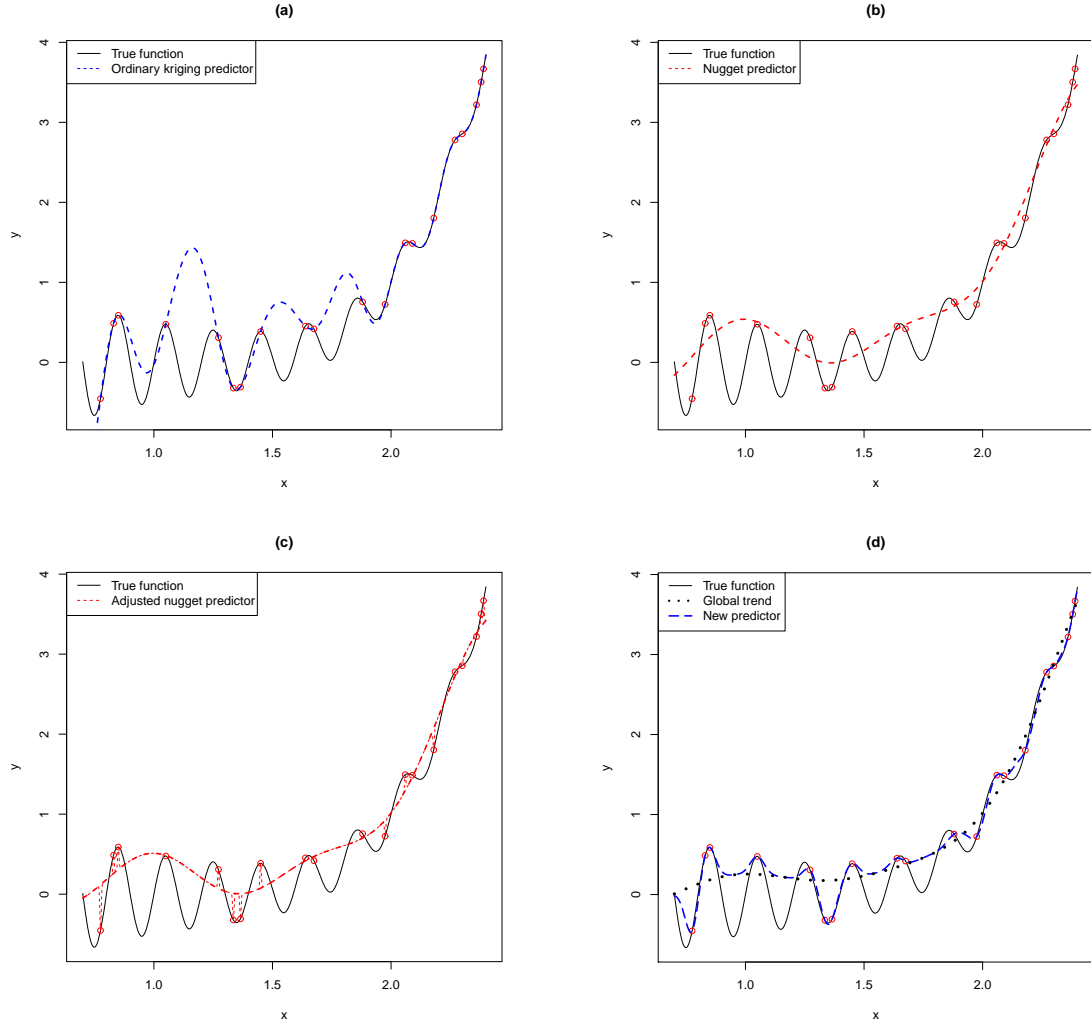 (a)
True function
Ordinary kriging predictor
4
3
2
1
0
y
1.0
1.5
2.0
x
(b)
True function
Nugget predictor
4
3
2
1
0
y
1.0
1.5
2.0
x
(c)
True function
Adjusted nugget predictor
4
3
2
1
0
y
1.0
1.5
2.0
x
(d)
True function
Global trend
New predictor
4
3
2
1
0
y
1.0
1.5
2.0
x